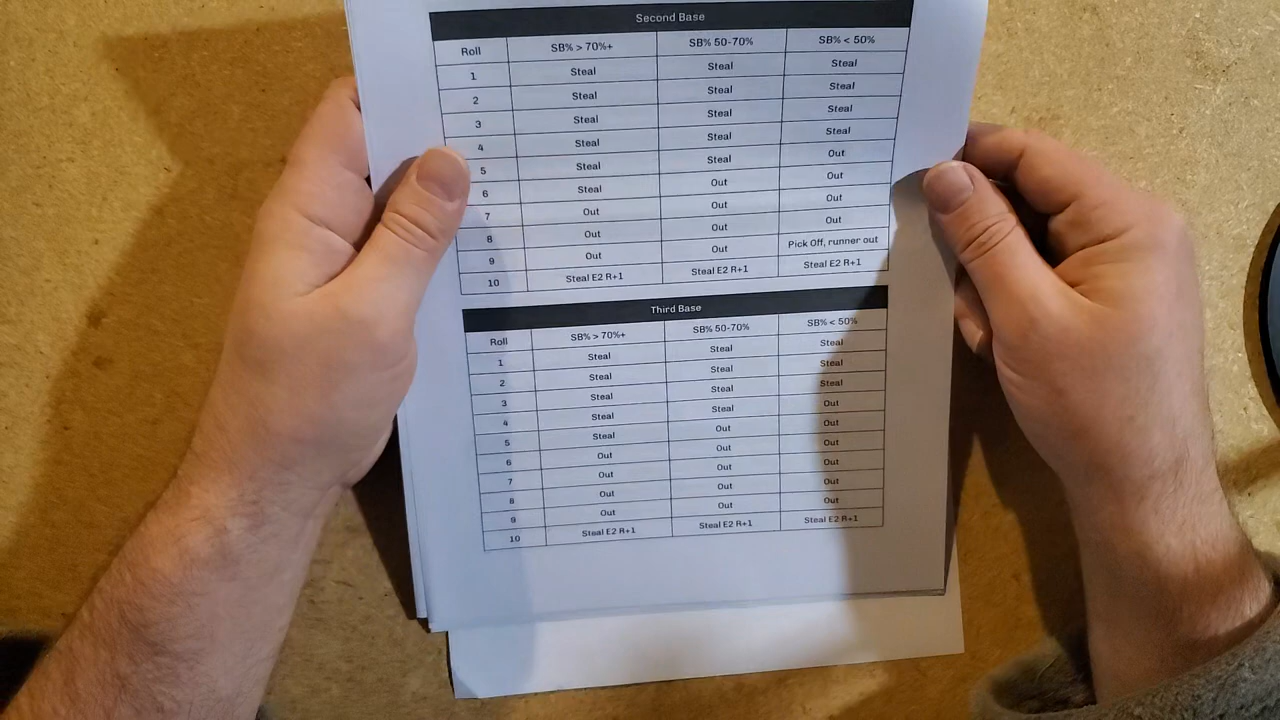 Second Base
Roll SB% > 70%+ SB% 50-70% SB% < 50%
1 Steal Steal Steal
2 Steal Steal Steal
3 Steal Steal Steal
4 Steal Steal Steal
5 Steal Steal Out
6 Steal Out Out
7 Out Out Out
8 Out Out Out
9 Out Out Pick Off, runner out
10 Steal E2 R+1 Steal E2 R+1 Steal E2 R+1
Third Base
Roll SB% > 70%+ SB% 50-70% SB% < 50%
1 Steal Steal Steal
2 Steal Steal Steal
3 Steal Steal Steal
4 Steal Steal Out
5 Steal Out Out
6 Out Out Out
7 Out Out Out
8 Out Out Out
9 Out Out Out
10 Steal E2 R+1 Steal E2 R+1 Steal E2 R+1